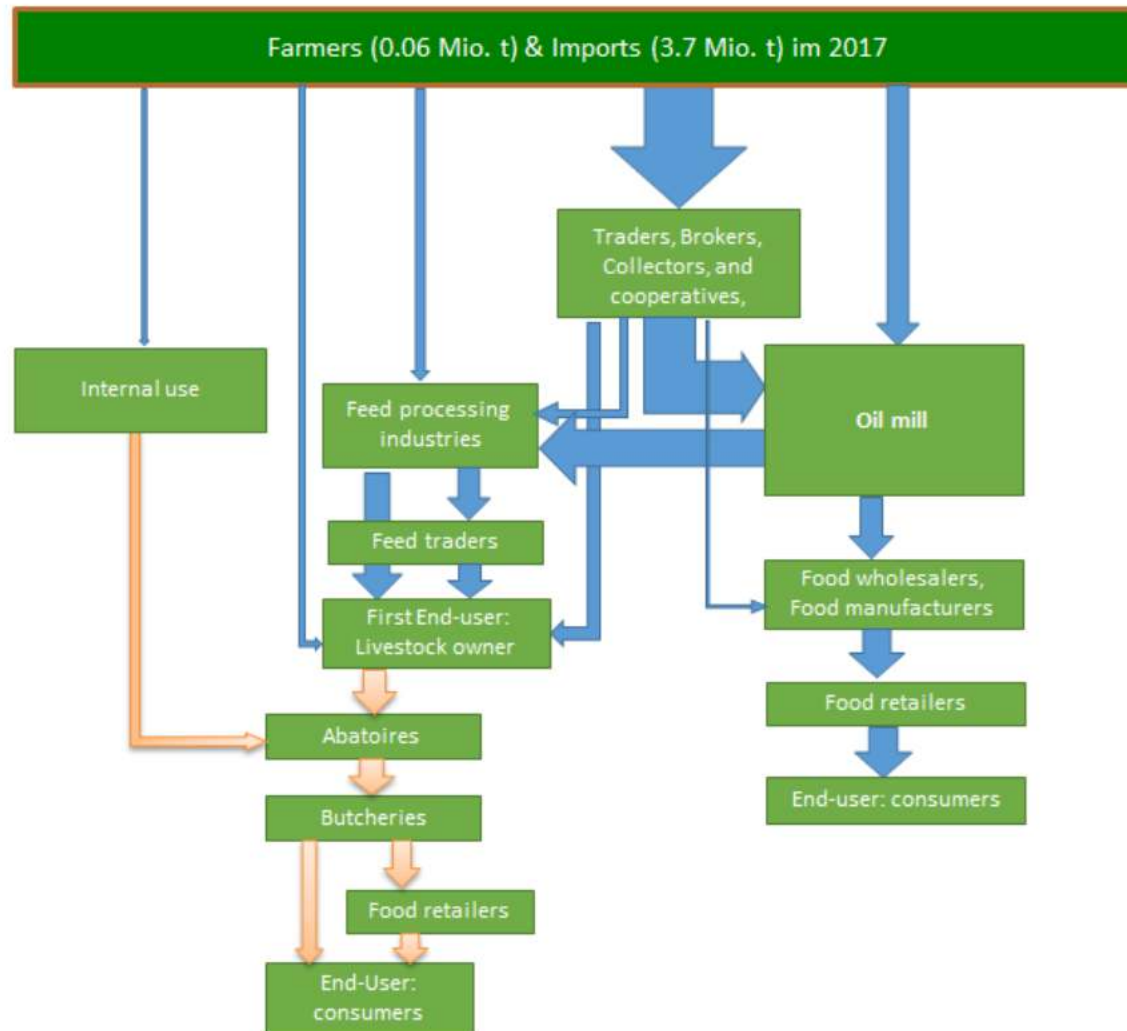 Farmers (0.06 Mio. t) & Imports (3.7 Mio. t) im 2017
Traders, Brokers,
Collectors, and
cooperatives,
Internal use
Feed processing
industries
Oil mill
Feed traders
Food wholesalers,
Food manufacturers
First End-user:
Livestock owner
Food retailers
Abatoires
End-user: consumers
Butcheries
Food retailers
End-User:
consumers